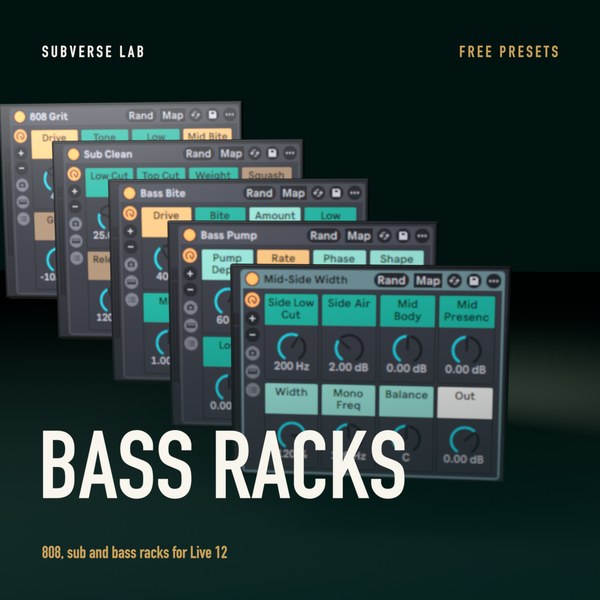 SUBVERSE LAB
FREE PRESETS
808 Grit Rand Map
Drive Tone Low Mid Bite
Sub Clean Rand Map
Low Cut Top Cut Weight Squash
Bass Bite Rand Map
Drive Bite Amount Low
Bass Pump Rand Map
Pump Rate Phase Shape
Mid-Side Width Rand Map
Side Low Cut Side Air Mid Body Mid Presenc
200 Hz 2.00 dB 0.00 dB 0.00 dB
Width Mono Freq Balance Out
C 0.00 dB
BASS RACKS
808, sub and bass racks for Live 12